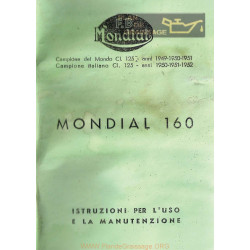 F.B.
Mondial
Campione del Mondo Cl. 125 - anni 1949-1950-1951
Campione Italiano Cl. 125 - anni 1950-1951-1952
MONDIAL 160
ISTRUZIONI PER L'USO
E LA MANUTENZIONE